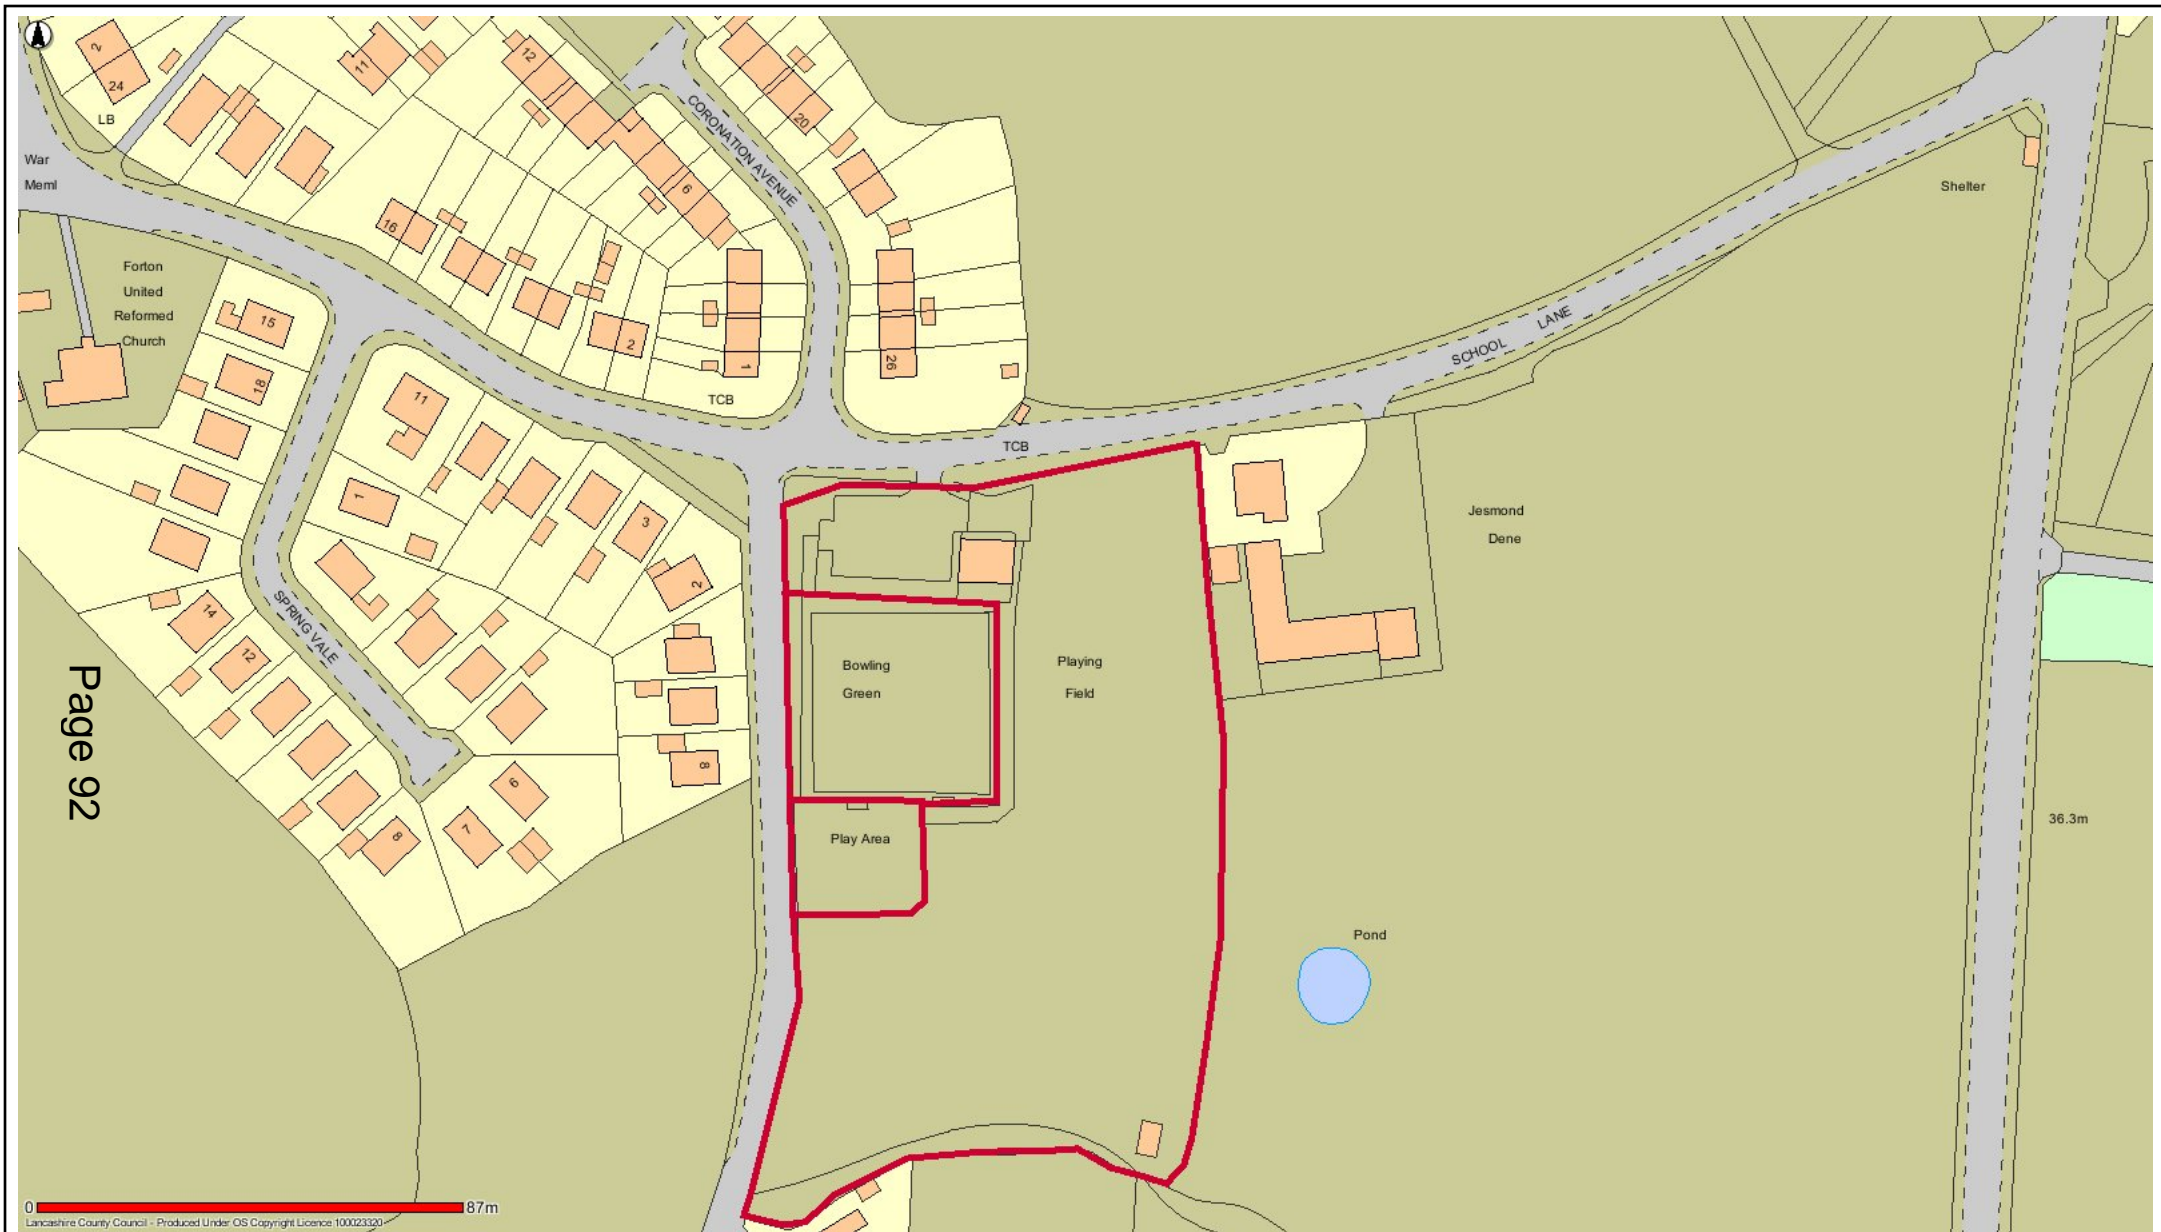 2
24
LB
War
Meml
11
12
20
CORONATION AVENUE
6
16
2
1
26
TCB
Forton
United
Reformed
Church
15
18
11
1
3
2
SPRING VALE
14
12
8
7
6
8
TCB
SCHOOL LANE
Shelter
Jesmond
Dene
Bowling
Green
Playing
Field
Play Area
Pond
36.3m
Page 92
0
87m
Lancashire County Council - Produced Under OS Copyright Licence 100023320